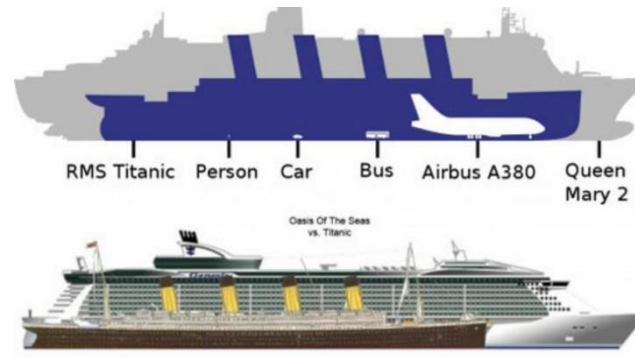 RMS Titanic Person Car Bus Airbus A380 Queen
Mary 2
Oasis Of The Seas
vs. Titanic